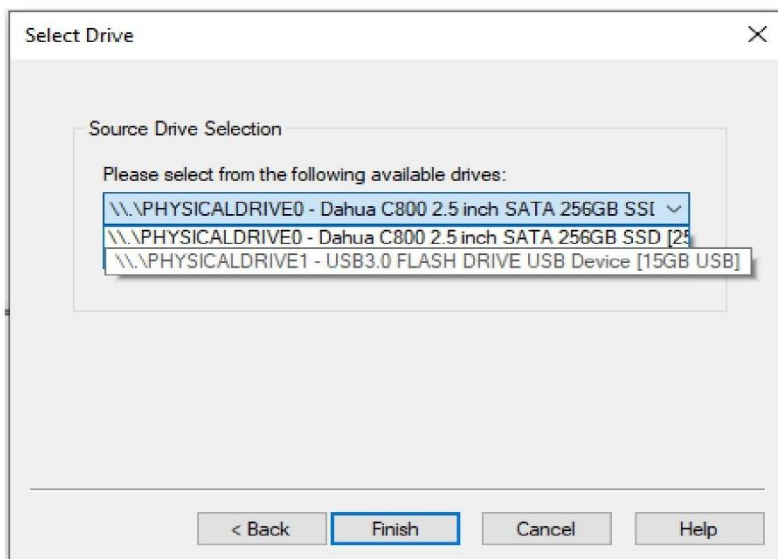 Select Drive
Source Drive Selection
Please select from the following available drives:
\\.\PHYSICALDRIVE0 - Dahua C800 2.5 inch SATA 256GB SSD
\\.\PHYSICALDRIVE0 - Dahua C800 2.5 inch SATA 256GB SSD [25
\\.\PHYSICALDRIVE1 - USB3.0 FLASH DRIVE USB Device [15GB USB]
< Back
Finish
Cancel
Help